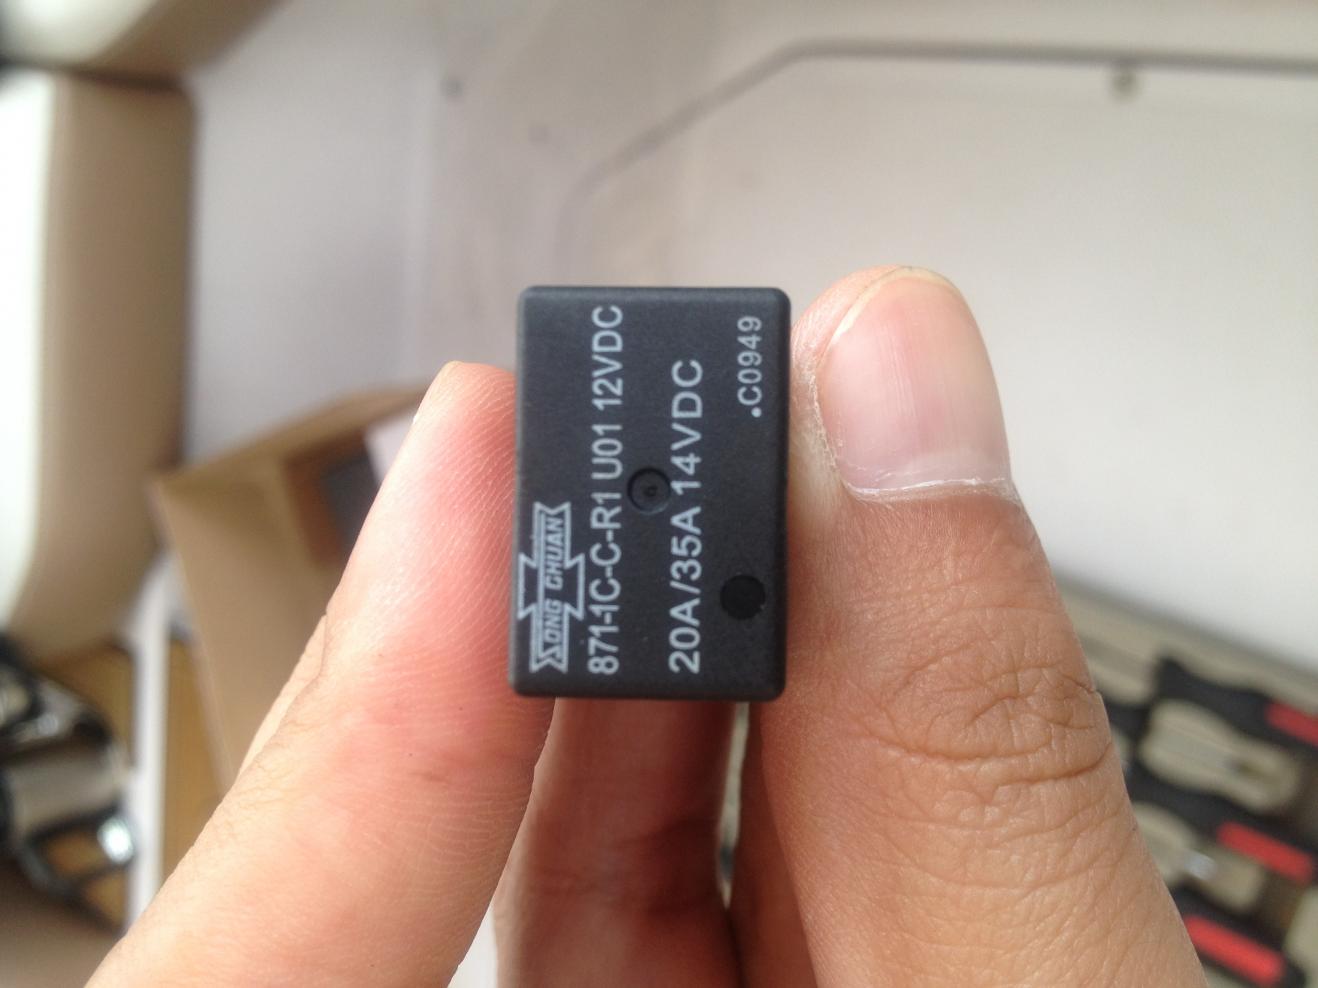 SONG CHUAN
871-1C-C-R1 U01 12VDC
20A/35A 14VDC
.C0949